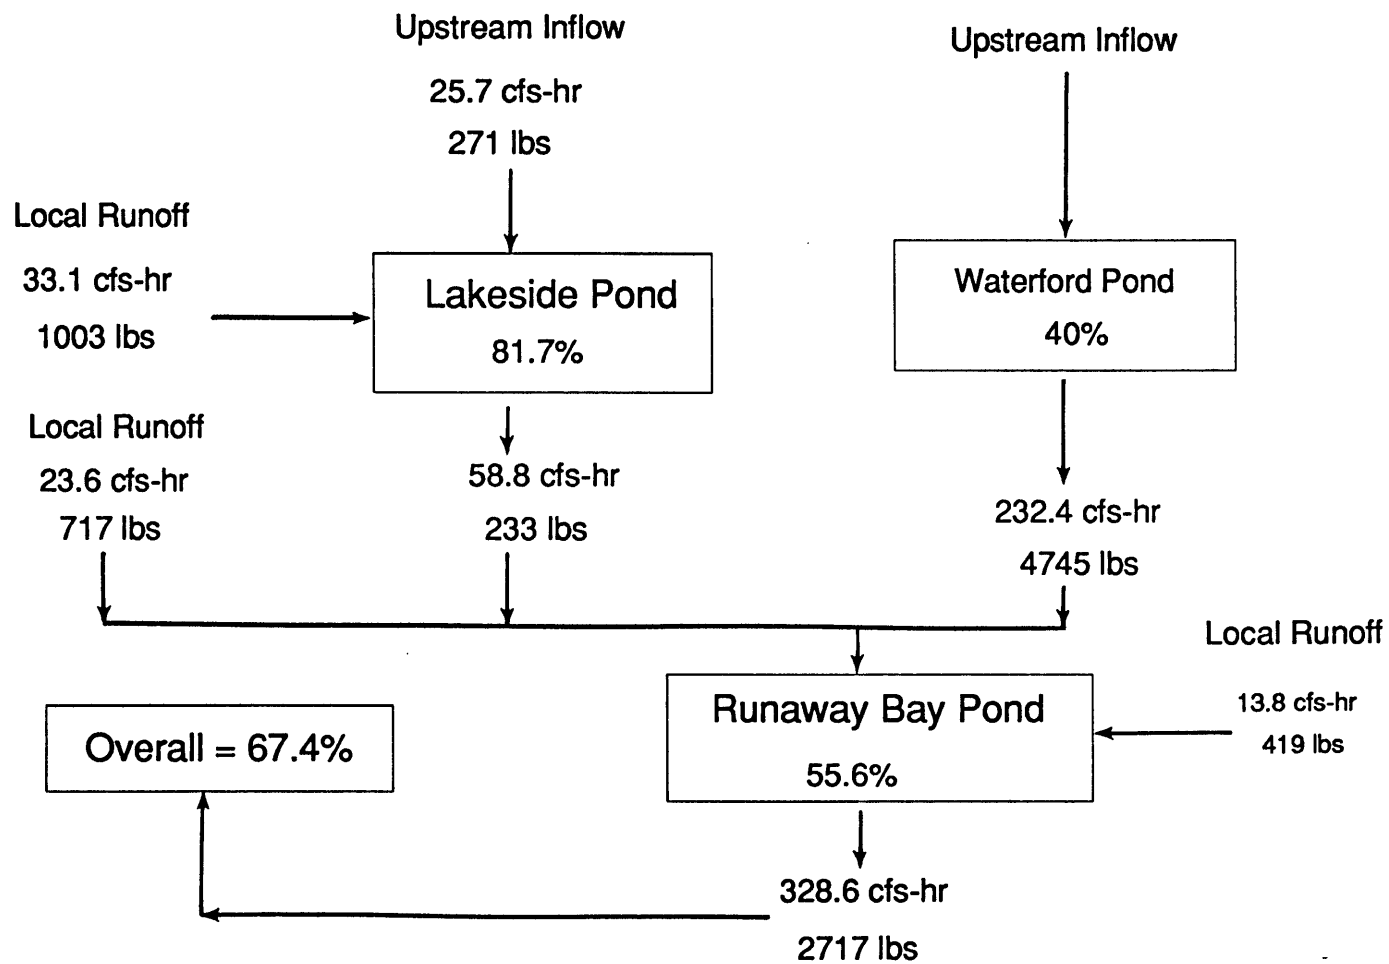 Upstream Inflow
25.7 cfs-hr
271 lbs
Upstream Inflow
Local Runoff
33.1 cfs-hr
1003 lbs
Lakeside Pond
81.7%
Waterford Pond
40%
Local Runoff
23.6 cfs-hr
717 lbs
58.8 cfs-hr
233 lbs
232.4 cfs-hr
4745 lbs
Local Runoff
13.8 cfs-hr
419 lbs
Runaway Bay Pond
55.6%
Overall = 67.4%
328.6 cfs-hr
2717 lbs